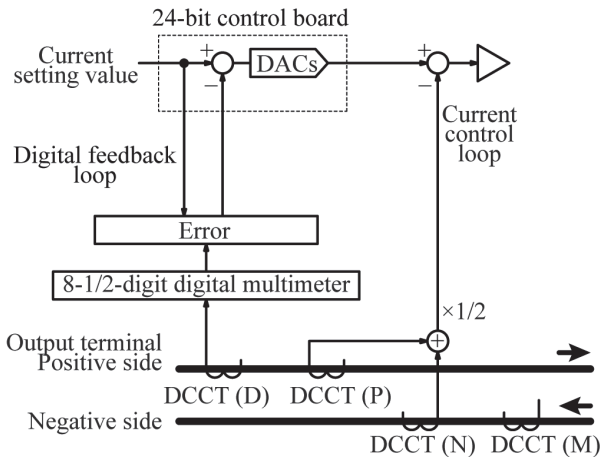 24-bit control board
Current
setting value
+
−
DACs
+
−
Current
control
loop
Digital feedback
loop
Error
8-1/2-digit digital multimeter
×1/2
+
Output terminal
Positive side
DCCT (D)
DCCT (P)
Negative side
DCCT (N)
DCCT (M)